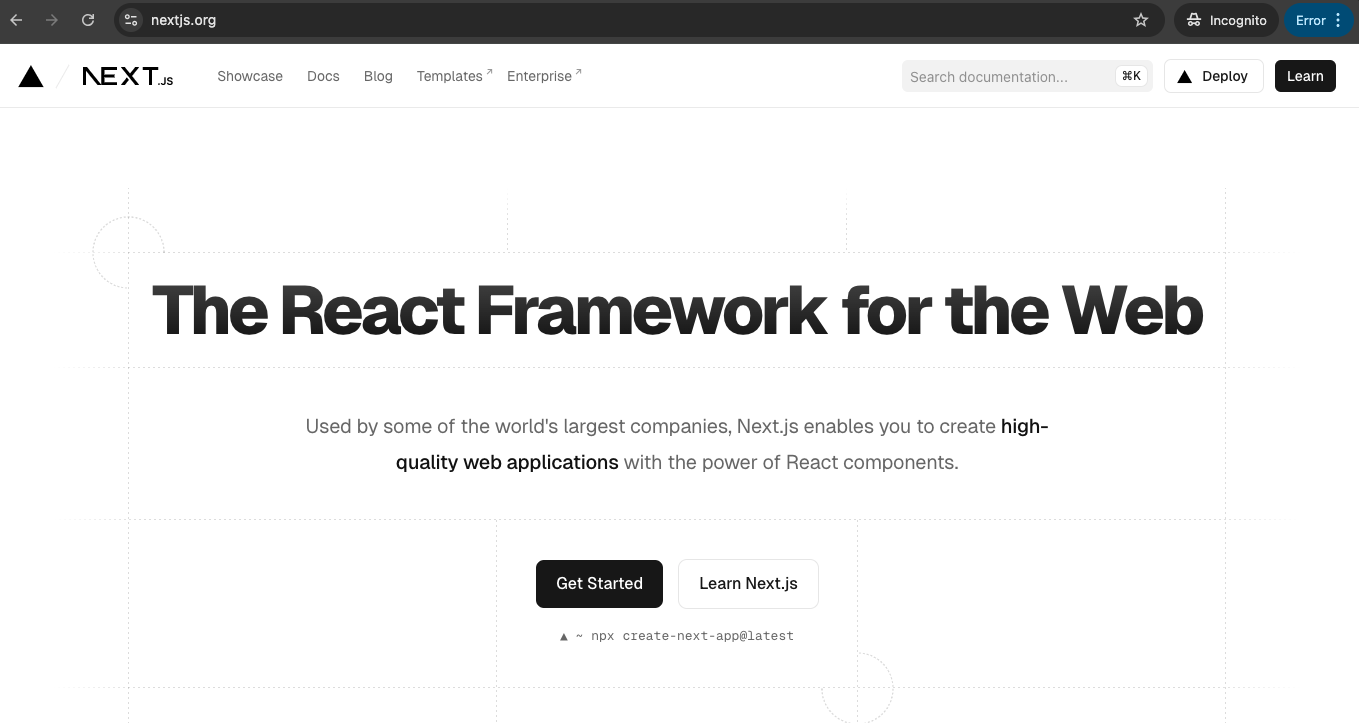 nextjs.org
Incognito
Error
NEXT.JS
Showcase
Docs
Blog
Templates
Enterprise
Search documentation...
⌘K
Deploy
Learn
The React Framework for the Web
Used by some of the world's largest companies, Next.js enables you to create high-
quality web applications with the power of React components.
Get Started
Learn Next.js
▲ ~ npx create-next-app@latest